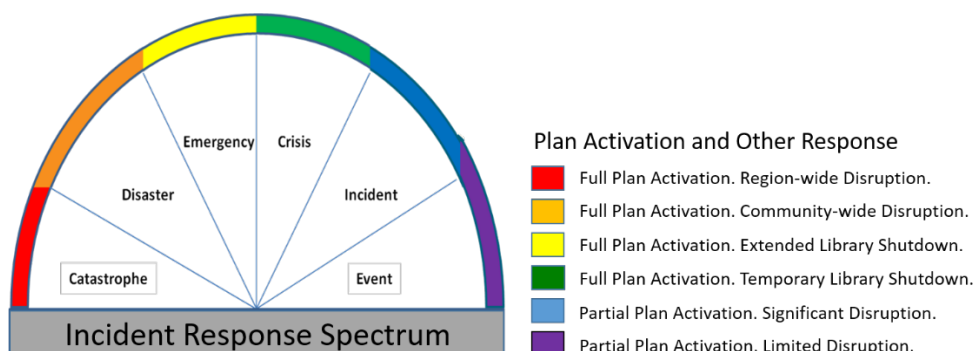 Emergency
Crisis
Disaster
Incident
Catastrophe
Event
Incident Response Spectrum
Plan Activation and Other Response
Full Plan Activation. Region-wide Disruption.
Full Plan Activation. Community-wide Disruption.
Full Plan Activation. Extended Library Shutdown.
Full Plan Activation. Temporary Library Shutdown.
Partial Plan Activation. Significant Disruption.
Partial Plan Activation. Limited Disruption.